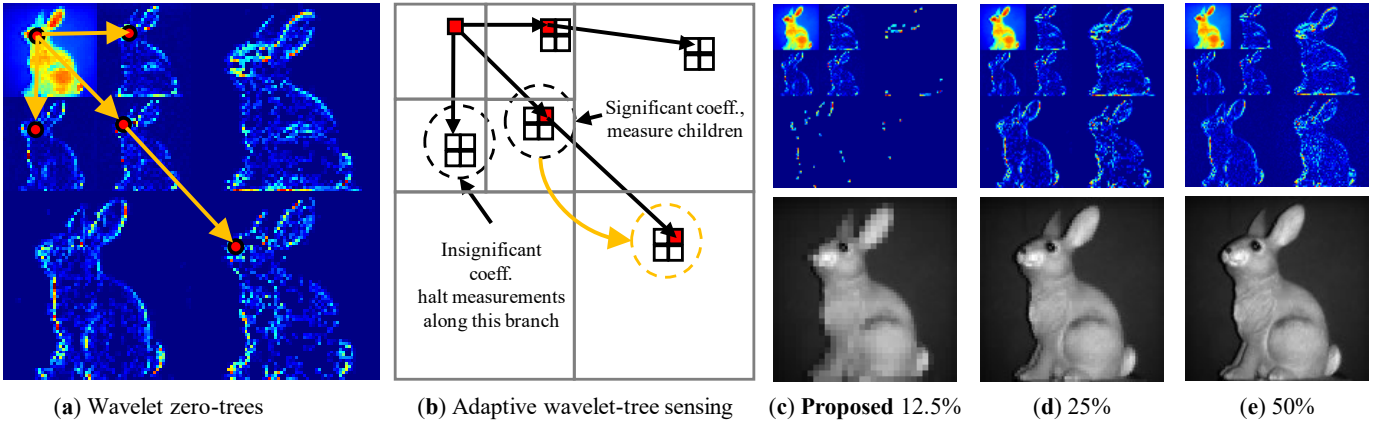 Significant coeff.,
measure children
Insignificant
coeff.
halt measurements
along this branch
(a) Wavelet zero-trees
(b) Adaptive wavelet-tree sensing
(c) Proposed 12.5%
(d) 25%
(e) 50%